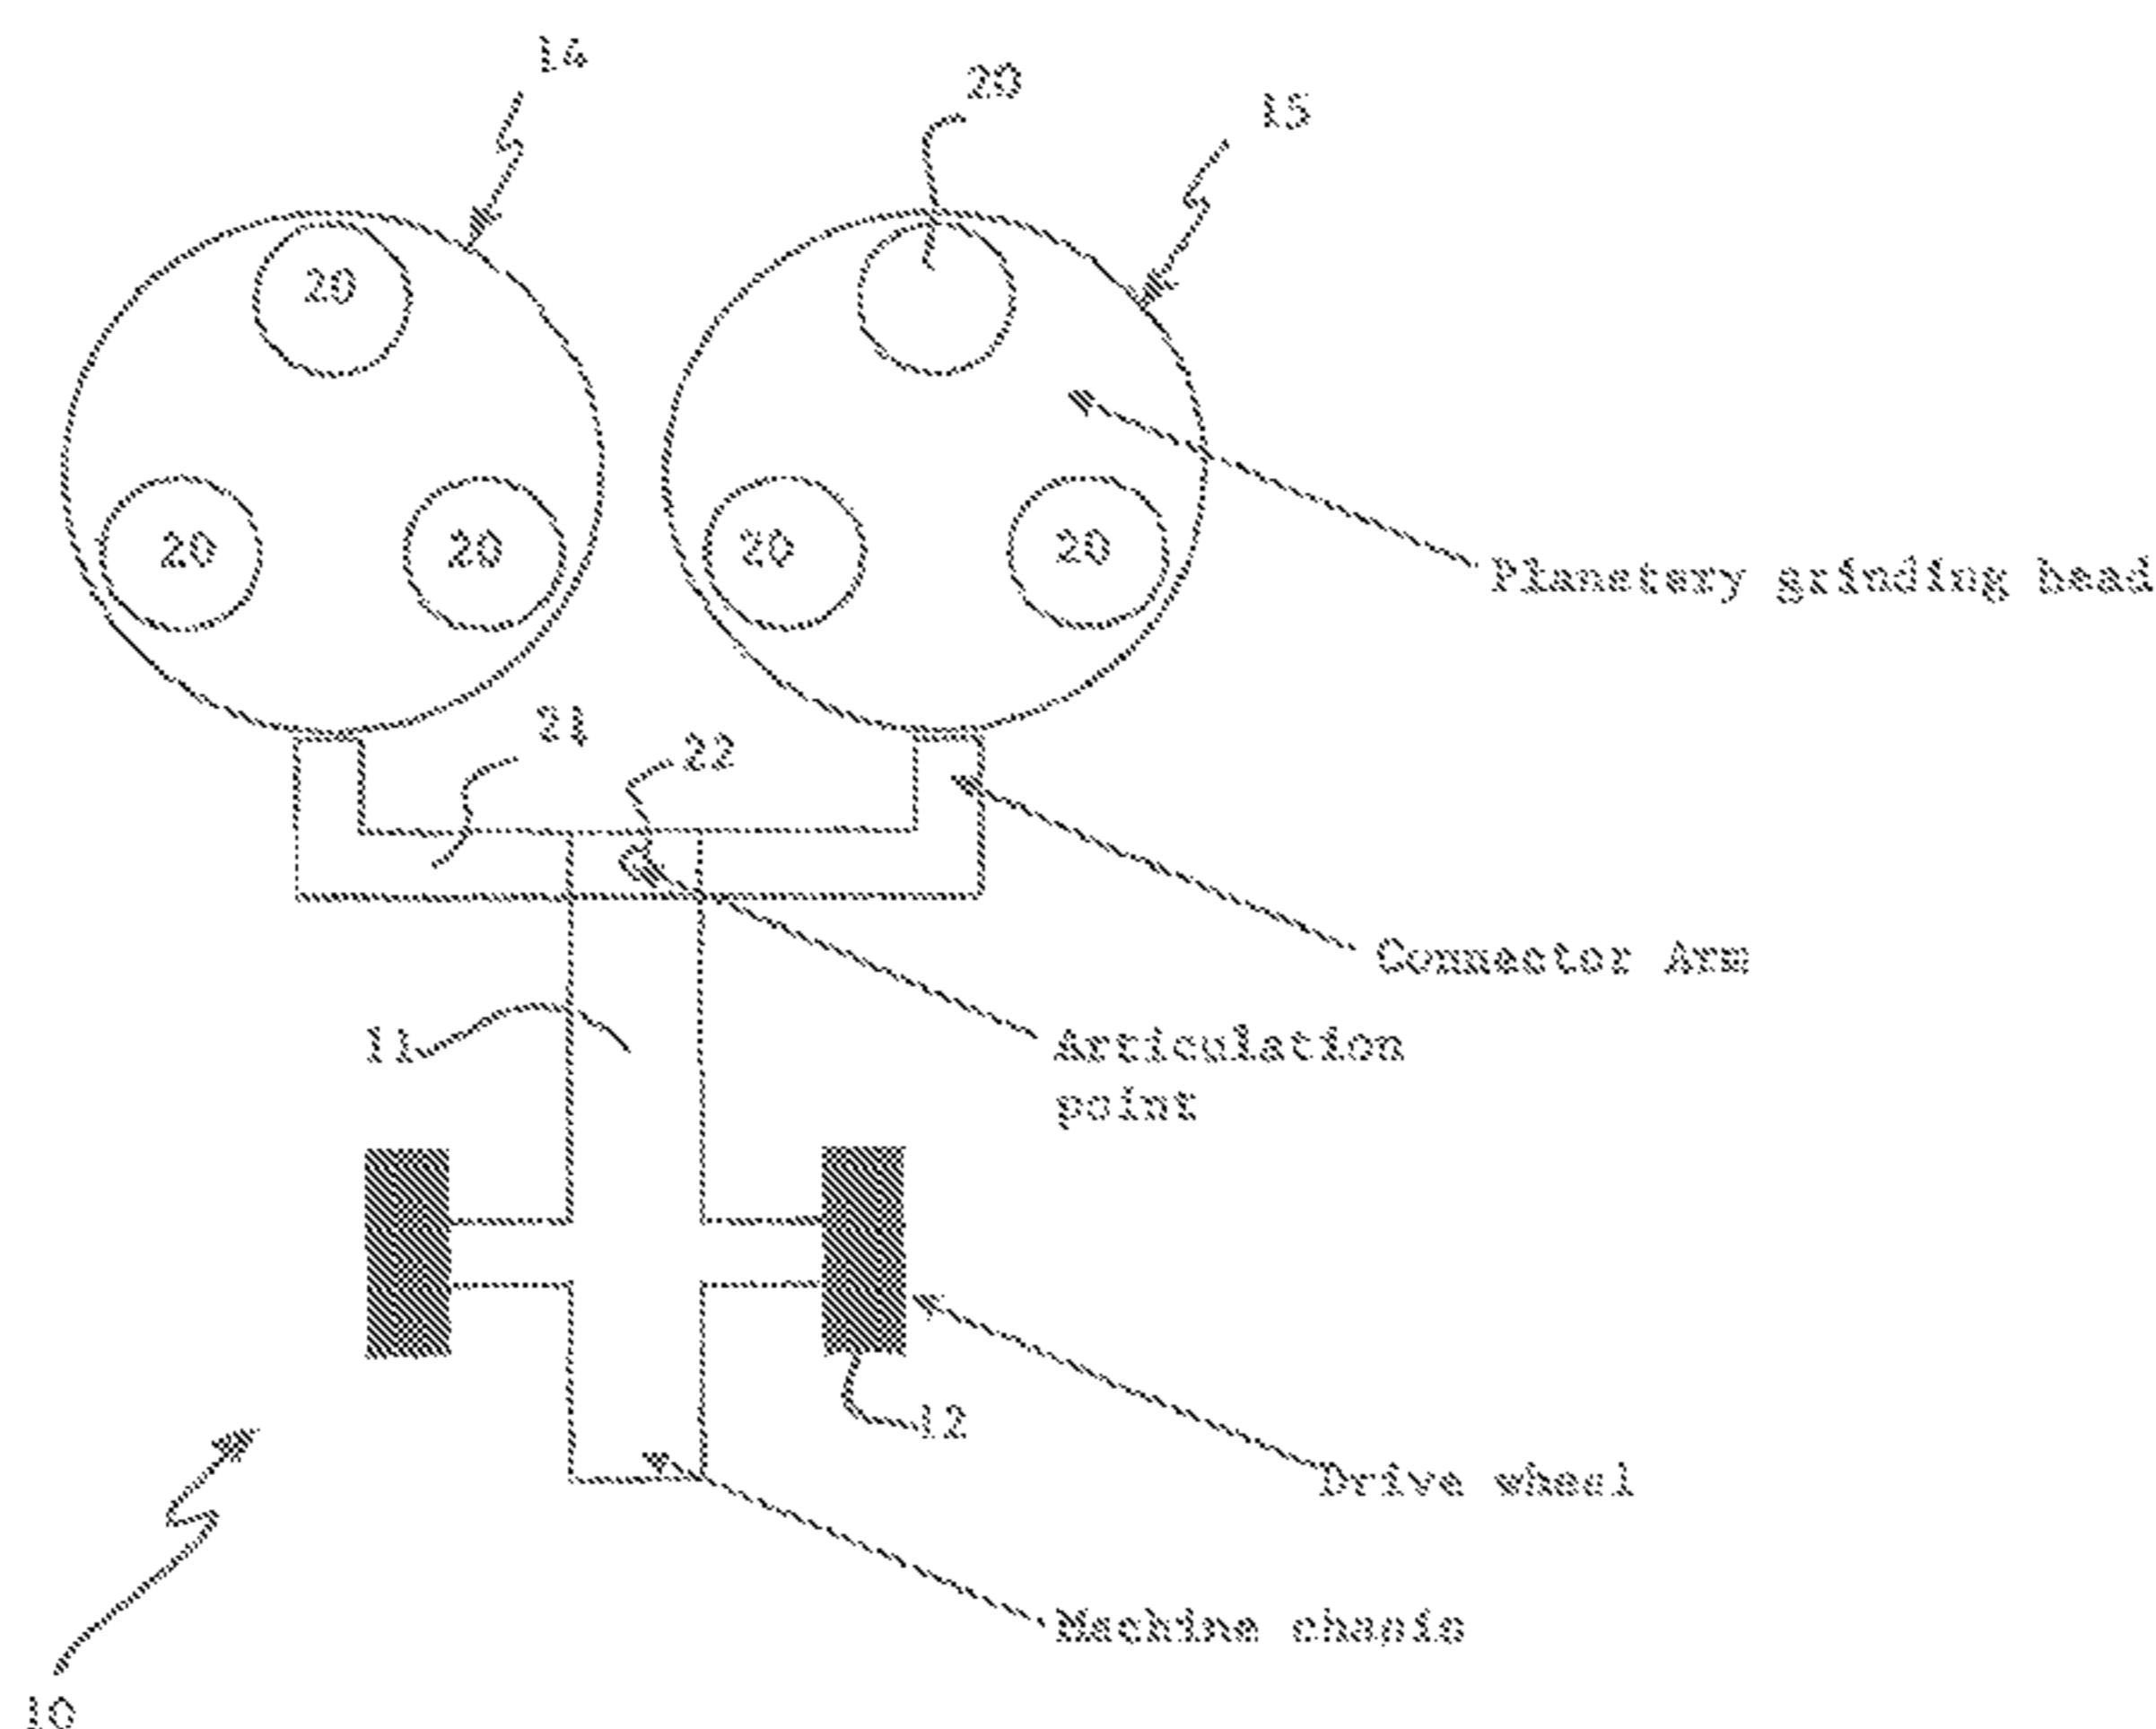 14
20
15
20
20
20
20
20
Planetary grinding head
21
22
Connector Arm
11
Articulation
point
12
Drive wheel
Machine chasis
10